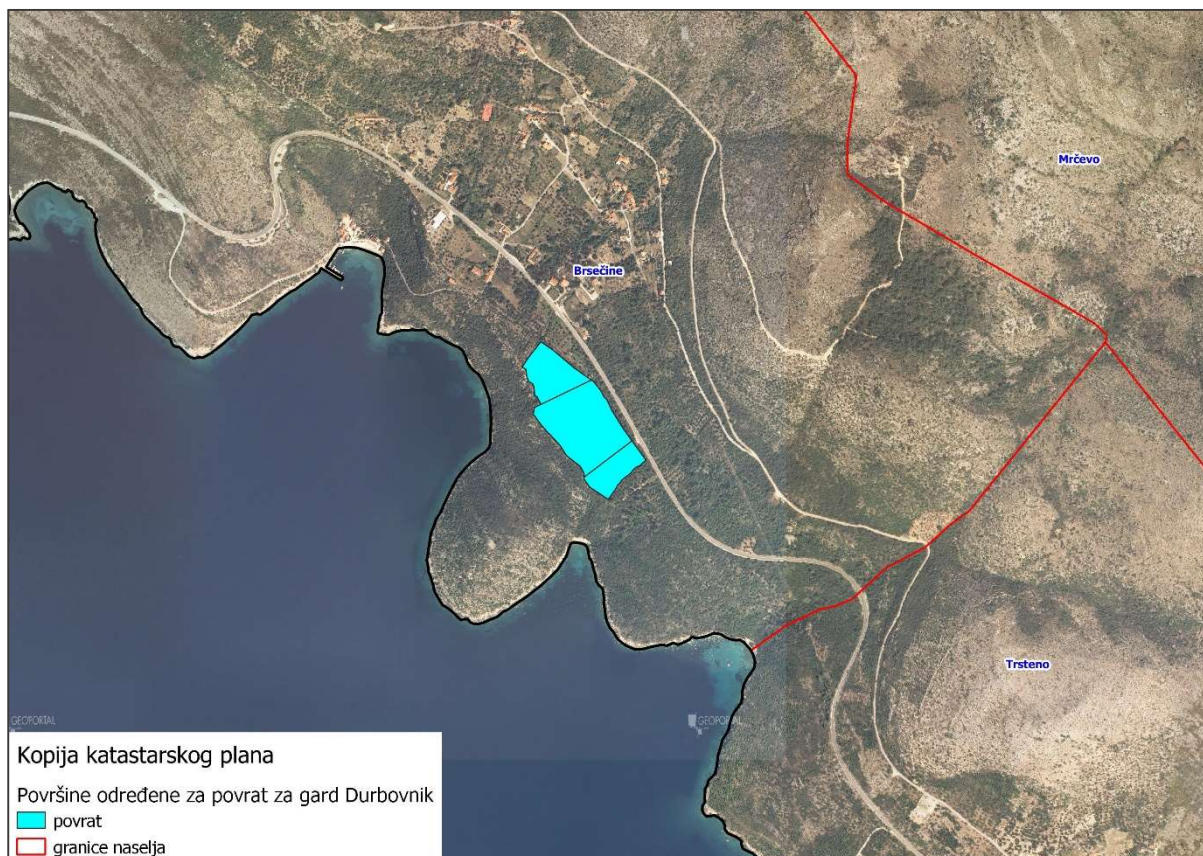 Mrčevo
Brsečine
Trsteno
GEOPORTAL
GEOPORTAL
Kopija katastarskog plana
Površine određene za povrat za gard Durbovnik
povrat
granice naselja